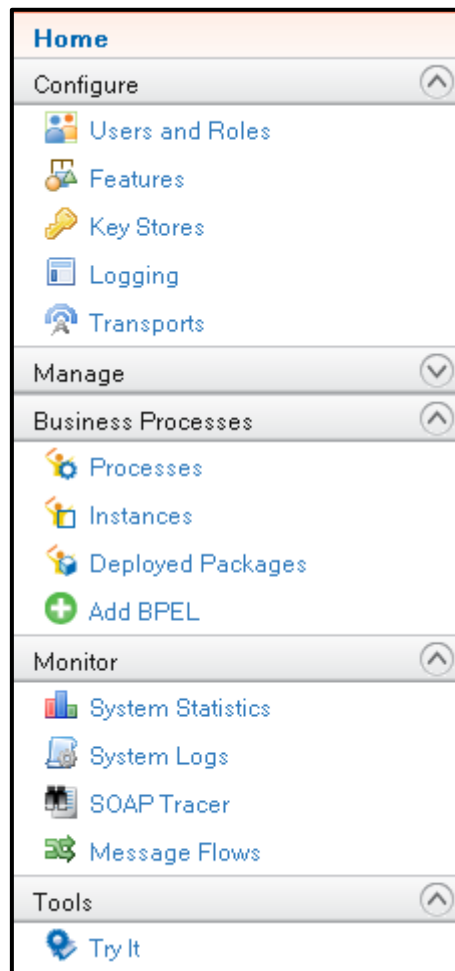 Home
Configure
Users and Roles
Features
Key Stores
Logging
Transports
Manage
Business Processes
Processes
Instances
Deployed Packages
Add BPEL
Monitor
System Statistics
System Logs
SOAP Tracer
Message Flows
Tools
Try It